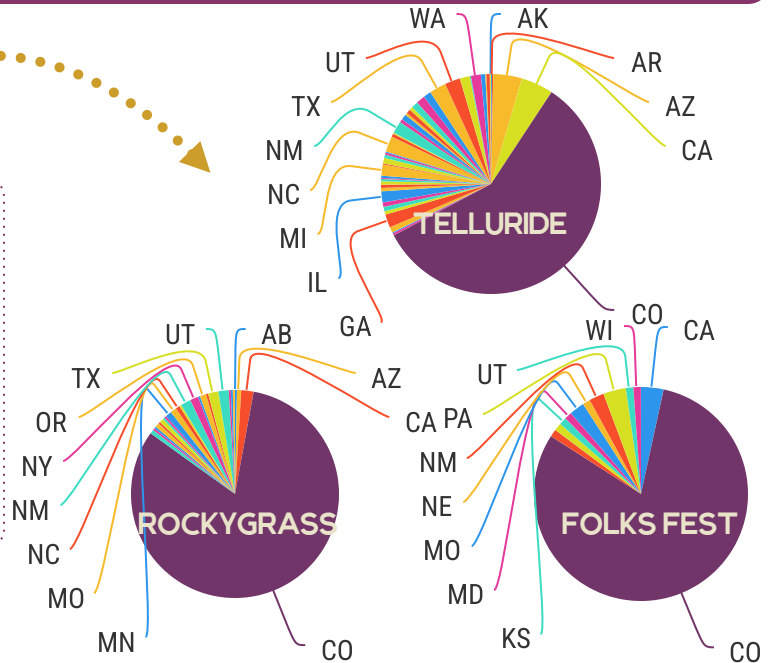 WA
AK
UT
AR
TX
AZ
NM
CA
NC
MI
IL
GA
TELLURIDE
CO
UT
AB
TX
AZ
OR
CA
NY
NM
NC
MO
MN
ROCKYGRASS
CO
WI
CA
UT
PA
NM
NE
MO
MD
KS
FOLKS FEST
CO